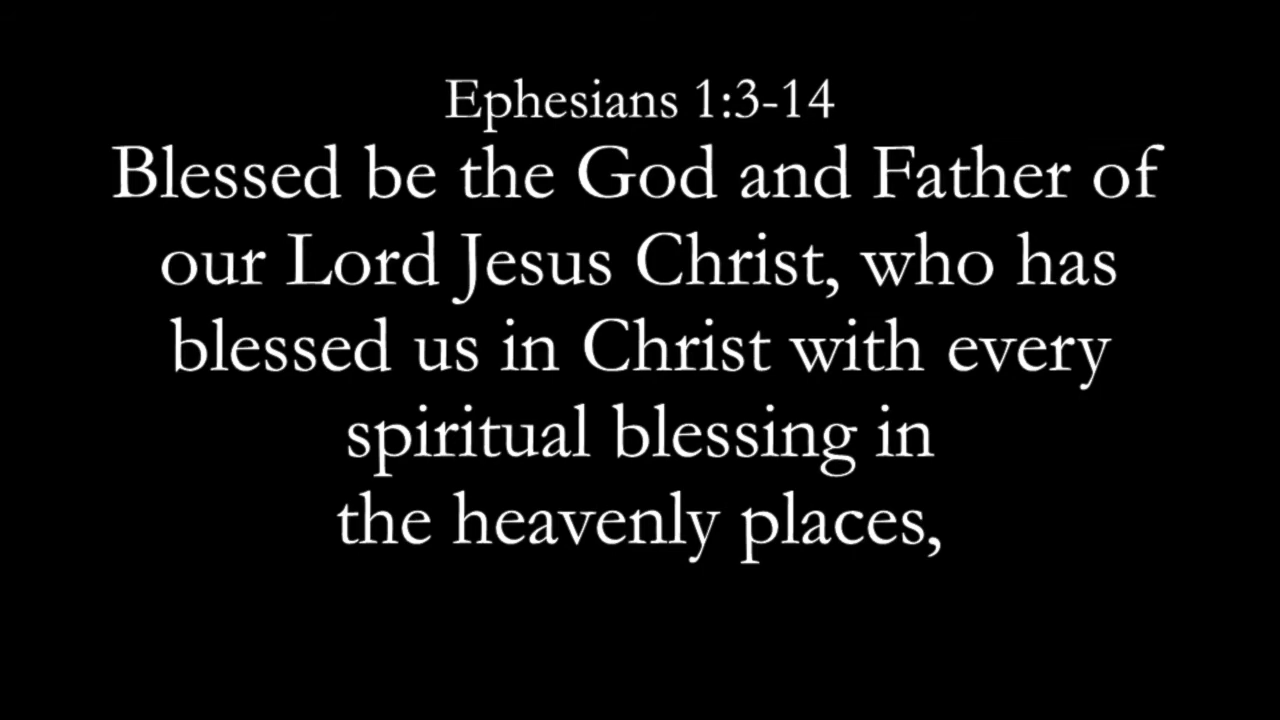 Ephesians 1:3-14
Blessed be the God and Father of
our Lord Jesus Christ, who has
blessed us in Christ with every
spiritual blessing in
the heavenly places,